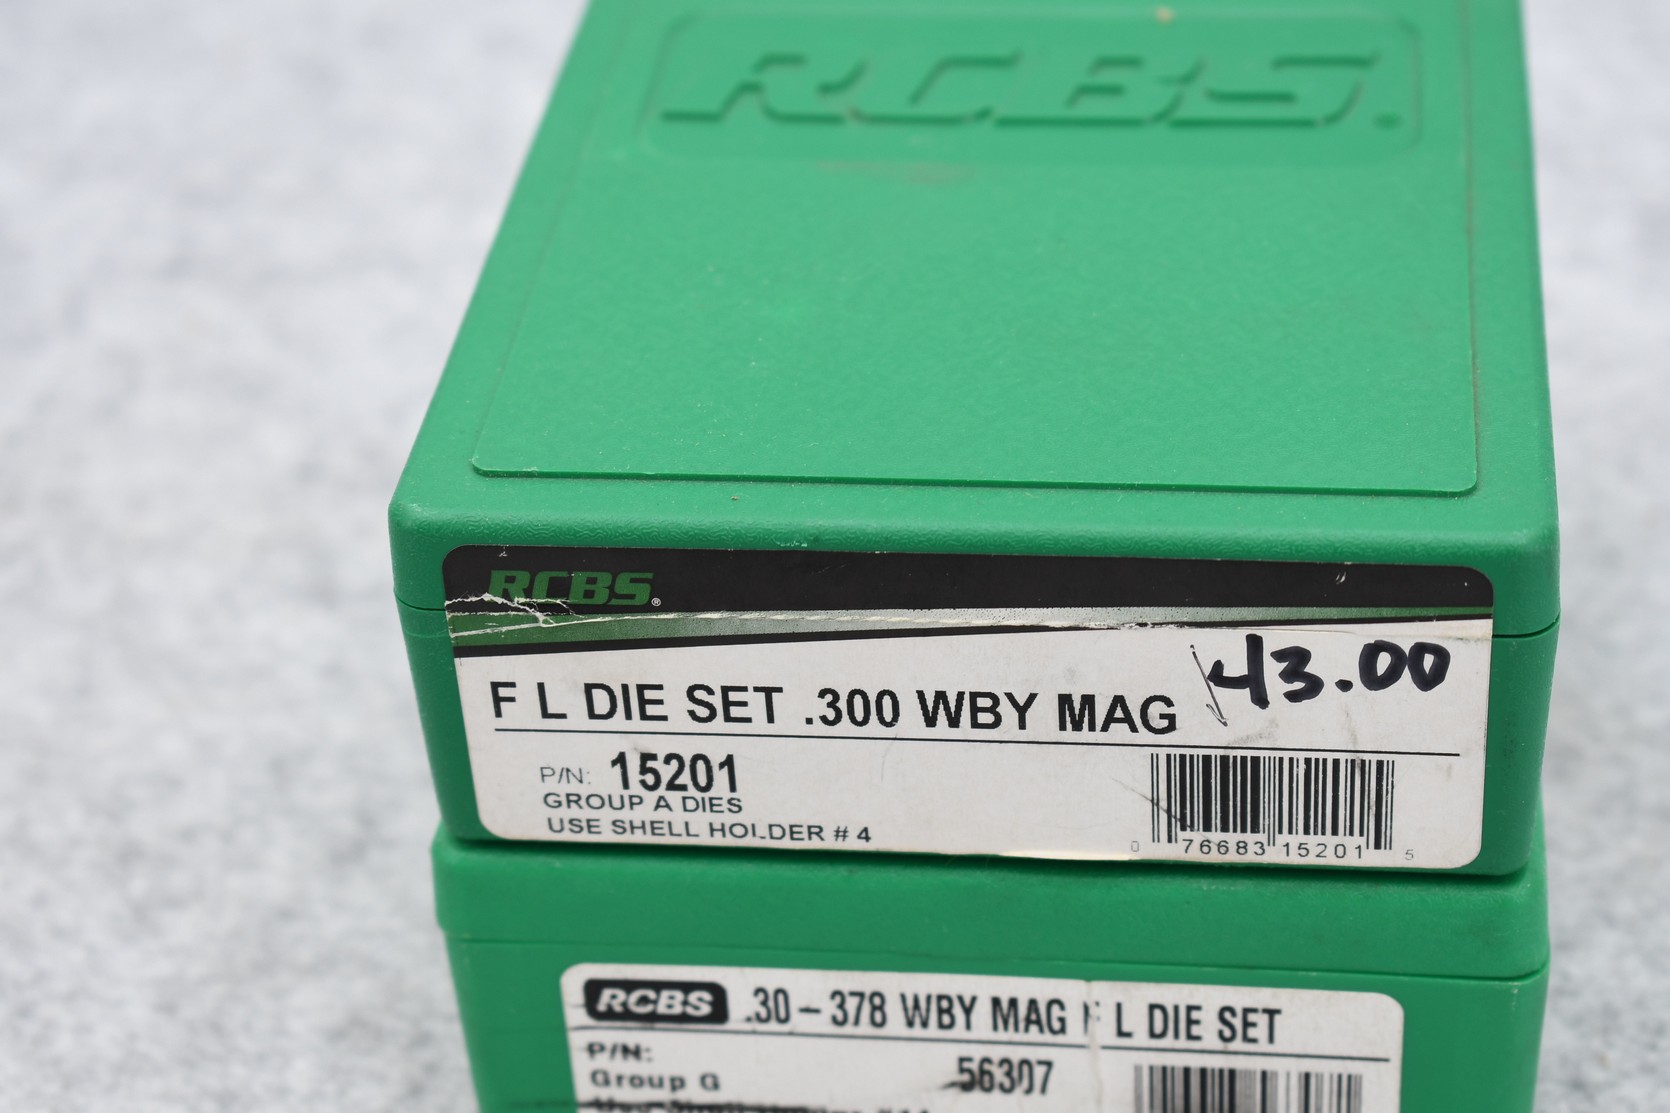 RCBS.
RCBS®
43.00
F L DIE SET .300 WBY MAG
P/N: 15201
GROUP A DIES
USE SHELL HOLDER # 4
0 76683 15201 5
RCBS .30-378 WBY MAG F L DIE SET
P/N: 56307
Group G